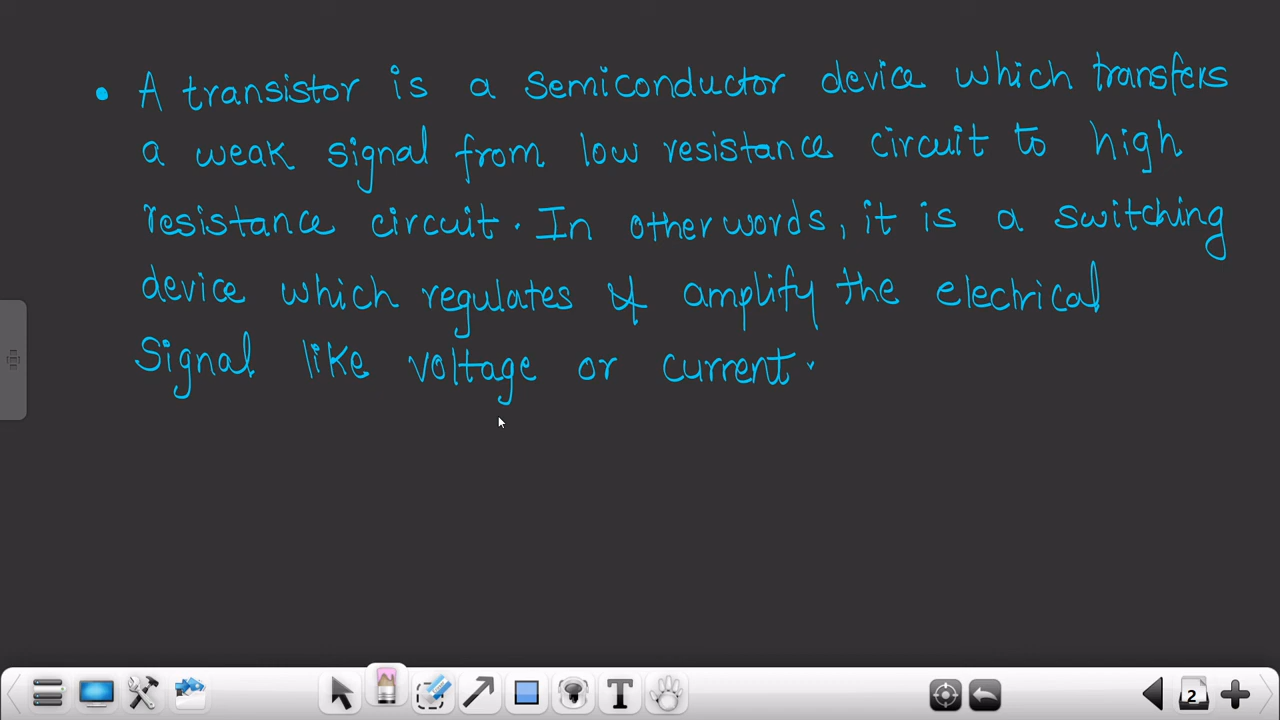 • A transistor is a semiconductor device which transfers
a weak signal from low resistance circuit to high
resistance circuit. In other words, it is a switching
device which regulates & amplify the electrical
Signal like voltage or current.
T
2